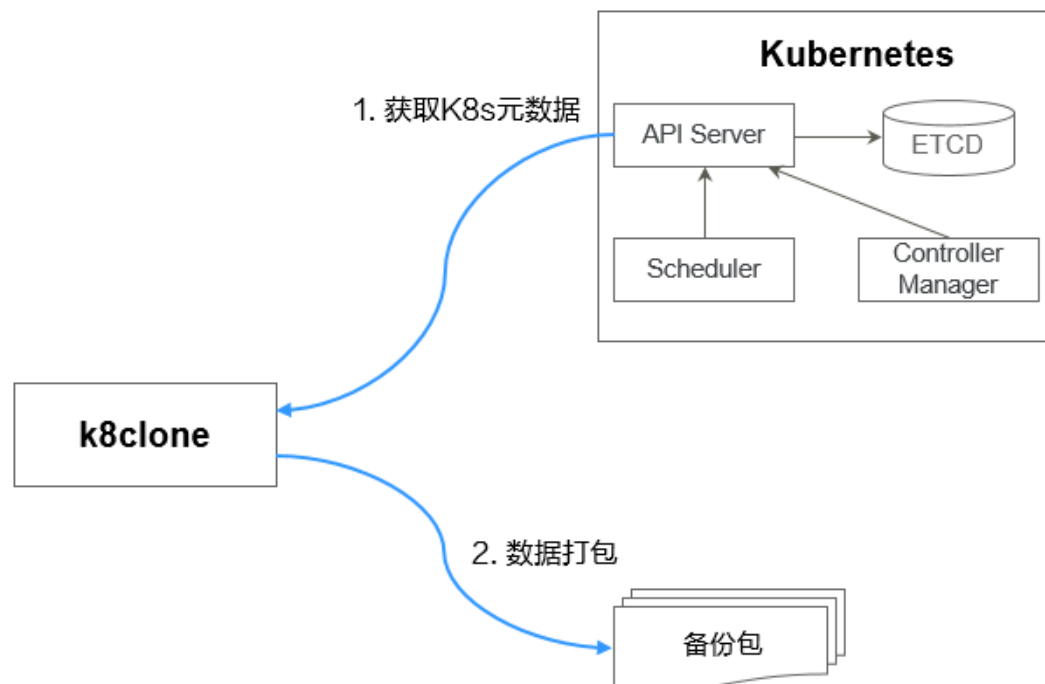 Kubernetes
1. 获取K8s元数据
API Server
ETCD
Scheduler
Controller
Manager
k8clone
2. 数据打包
备份包